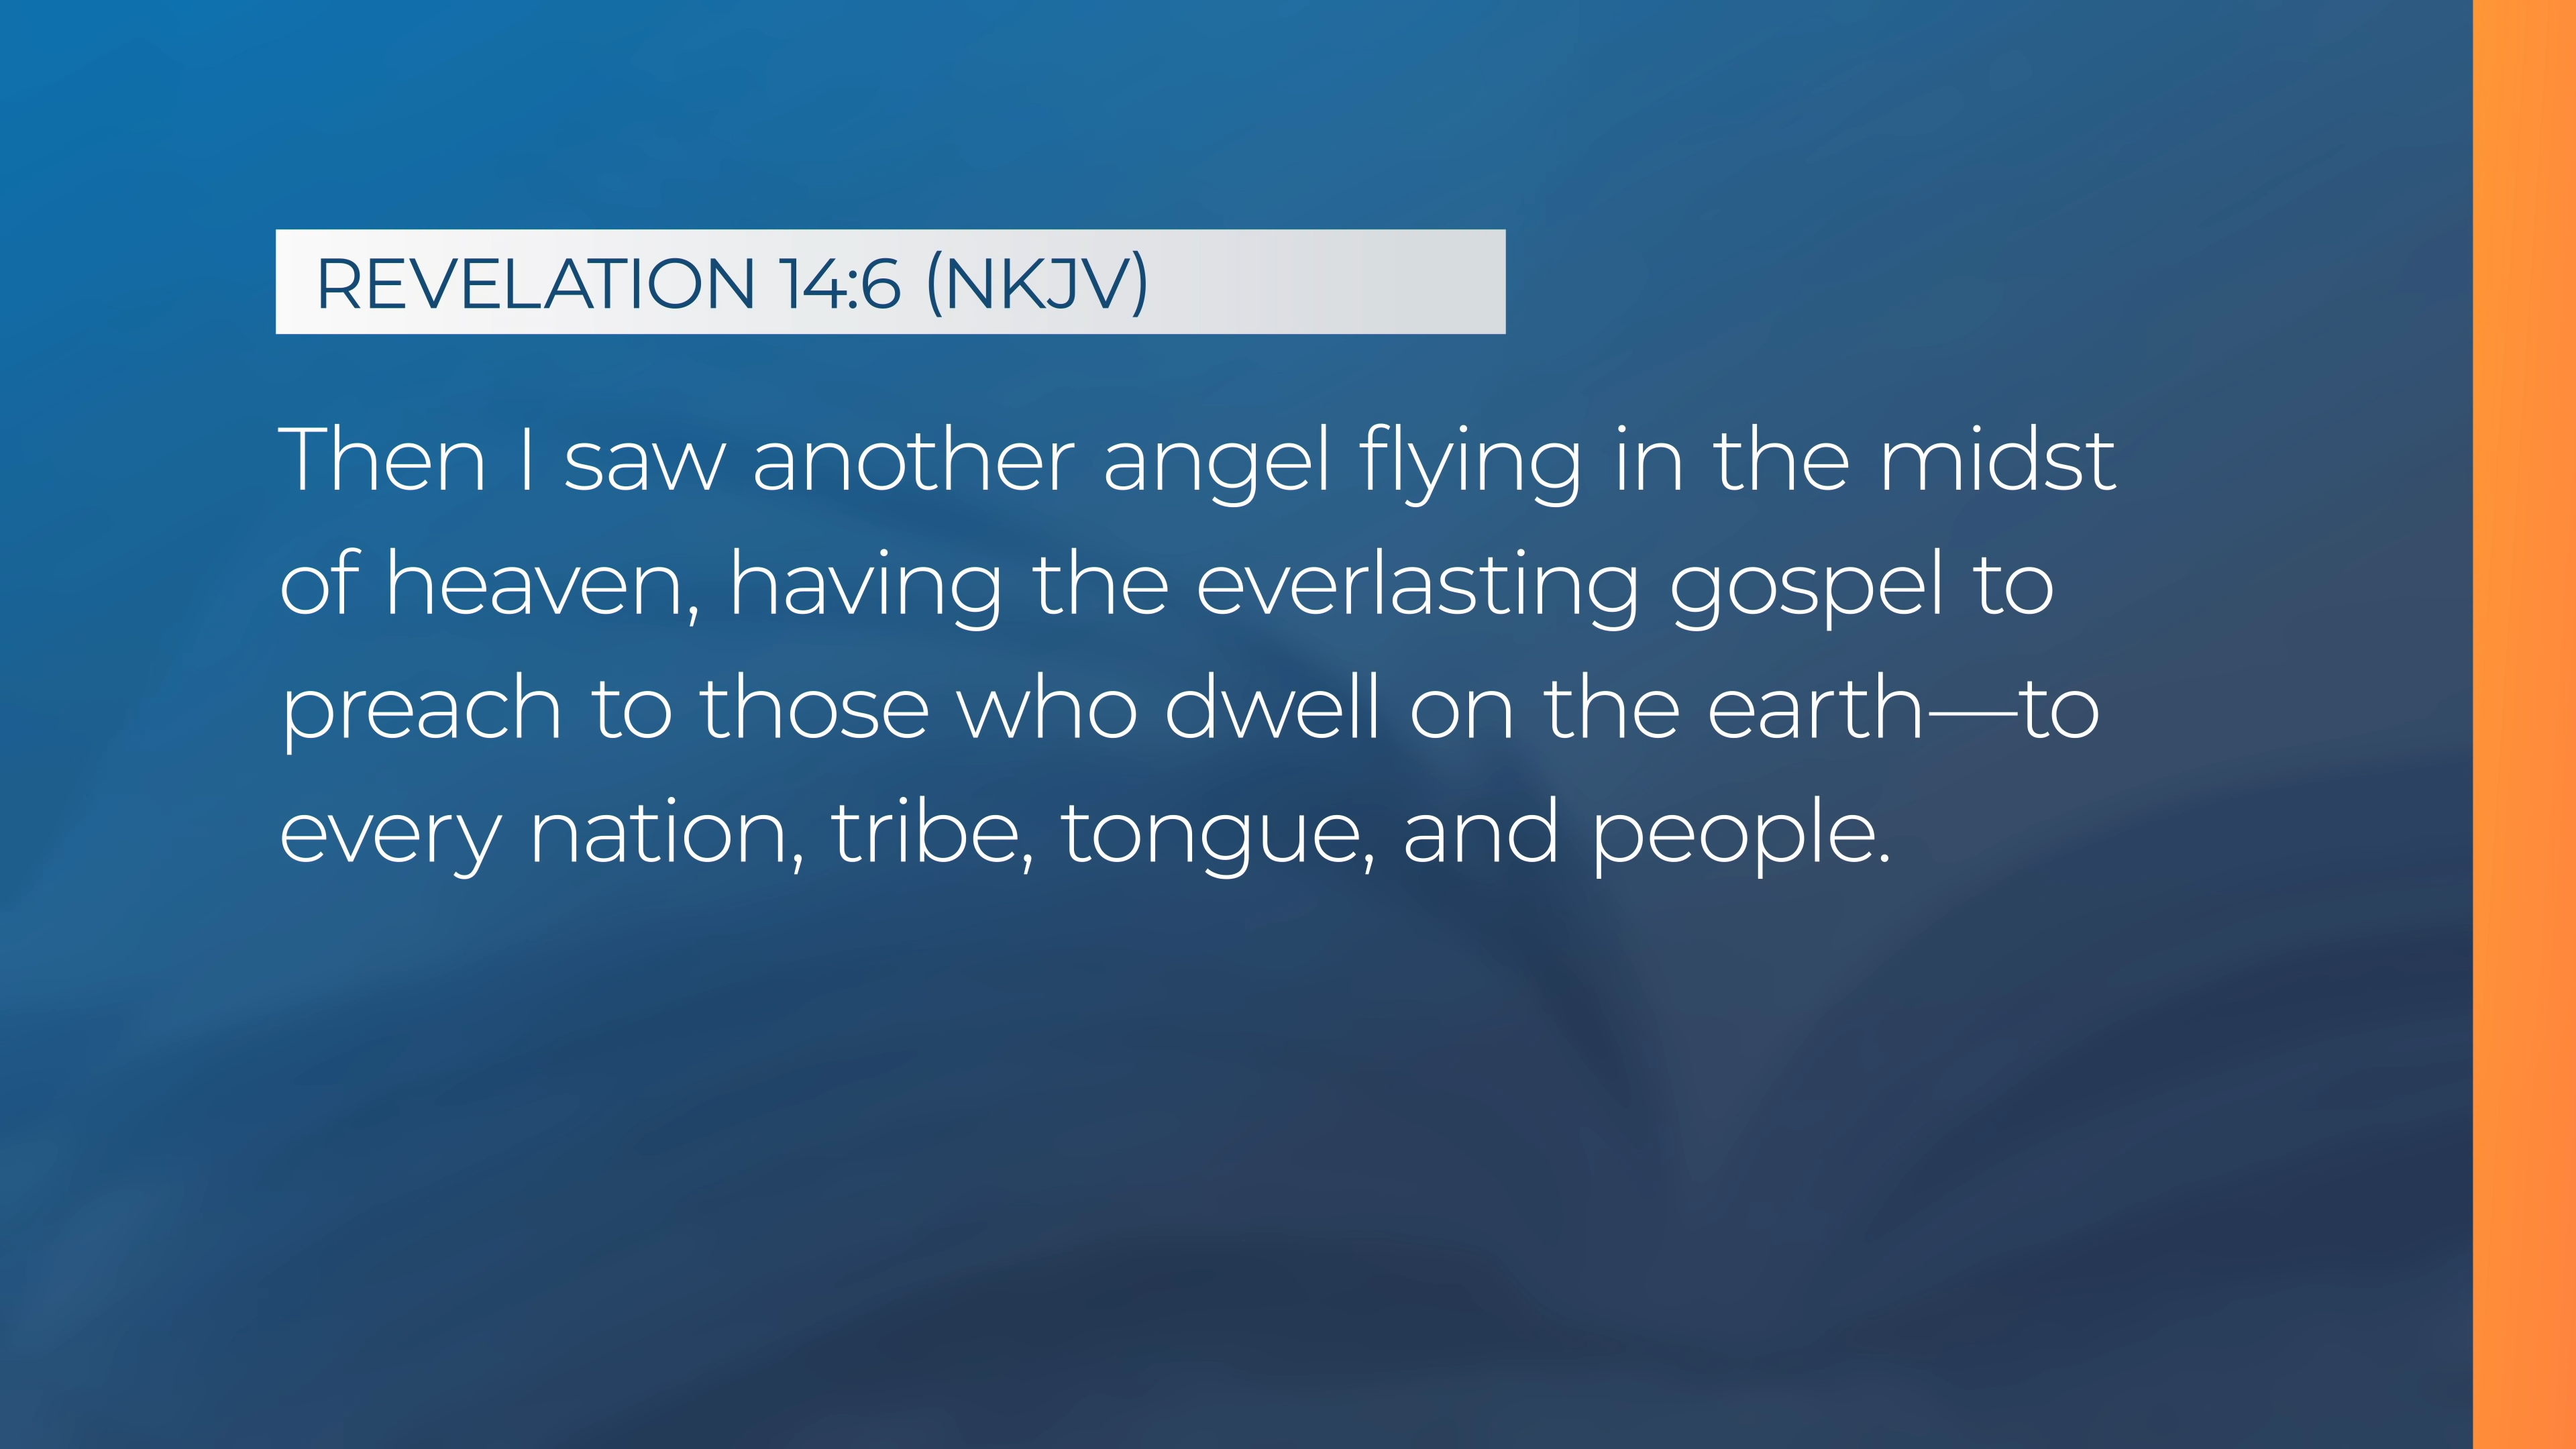 REVELATION 14:6 (NKJV)
Then I saw another angel flying in the midst
of heaven, having the everlasting gospel to
preach to those who dwell on the earth—to
every nation, tribe, tongue, and people.